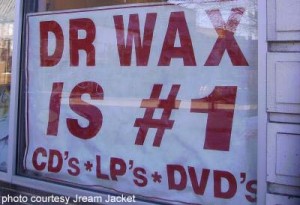 DR WAX
IS #1
CD's*LP's*DVD's
photo courtesy Jream Jacket